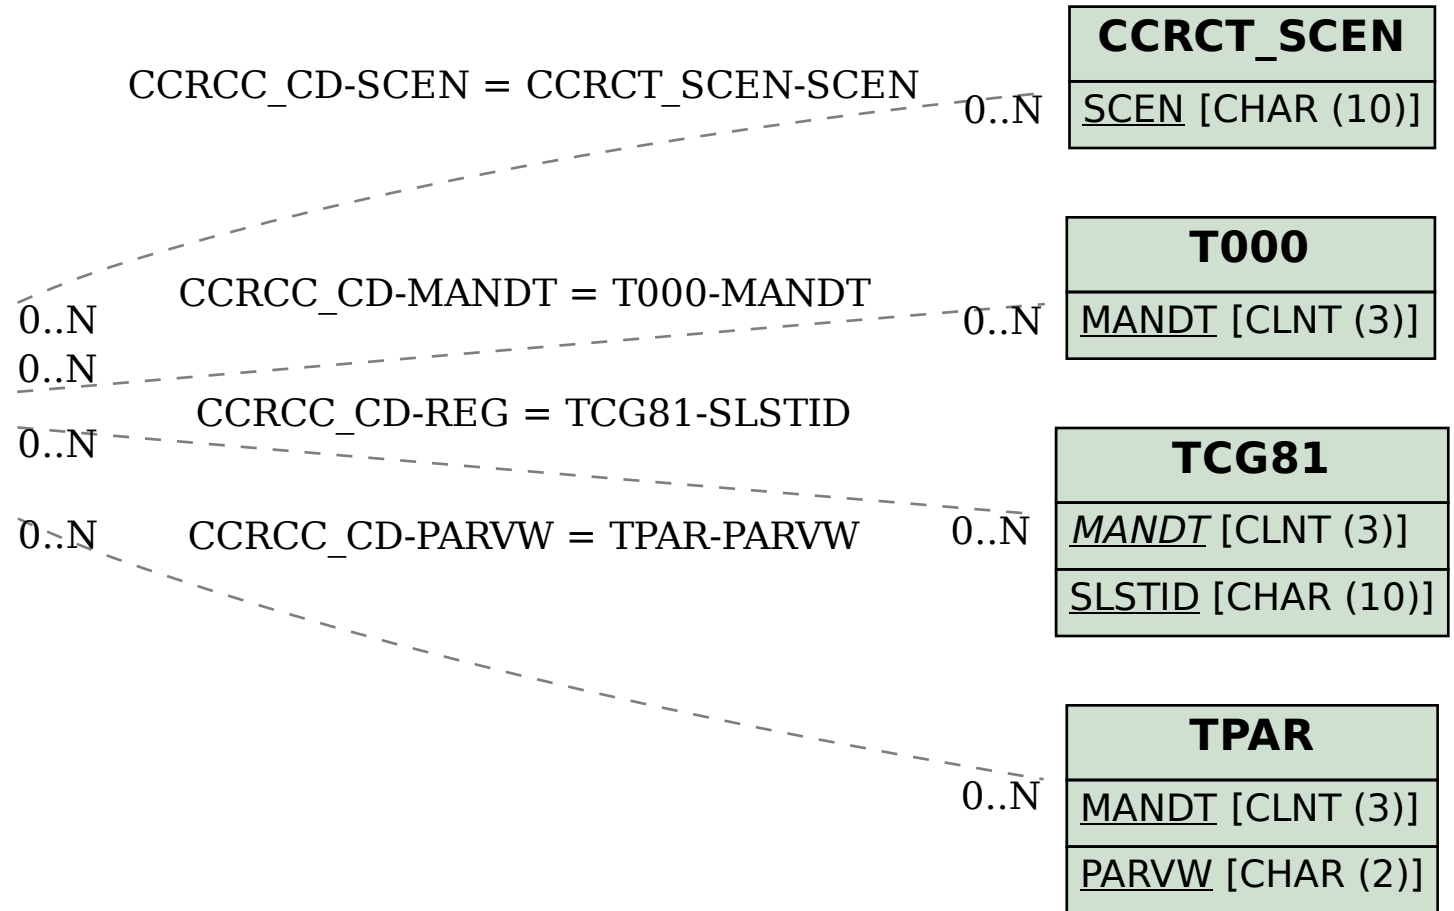 CCRCT_SCEN
SCEN [CHAR (10)]
CCRCC_CD-SCEN = CCRCT_SCEN-SCEN
0..N
0..N
T000
MANDT [CLNT (3)]
CCRCC_CD-MANDT = T000-MANDT
0..N
0..N
TCG81
MANDT [CLNT (3)]
SLSTID [CHAR (10)]
CCRCC_CD-REG = TCG81-SLSTID
0..N
0..N
TPAR
MANDT [CLNT (3)]
PARVW [CHAR (2)]
CCRCC_CD-PARVW = TPAR-PARVW
0..N
0..N